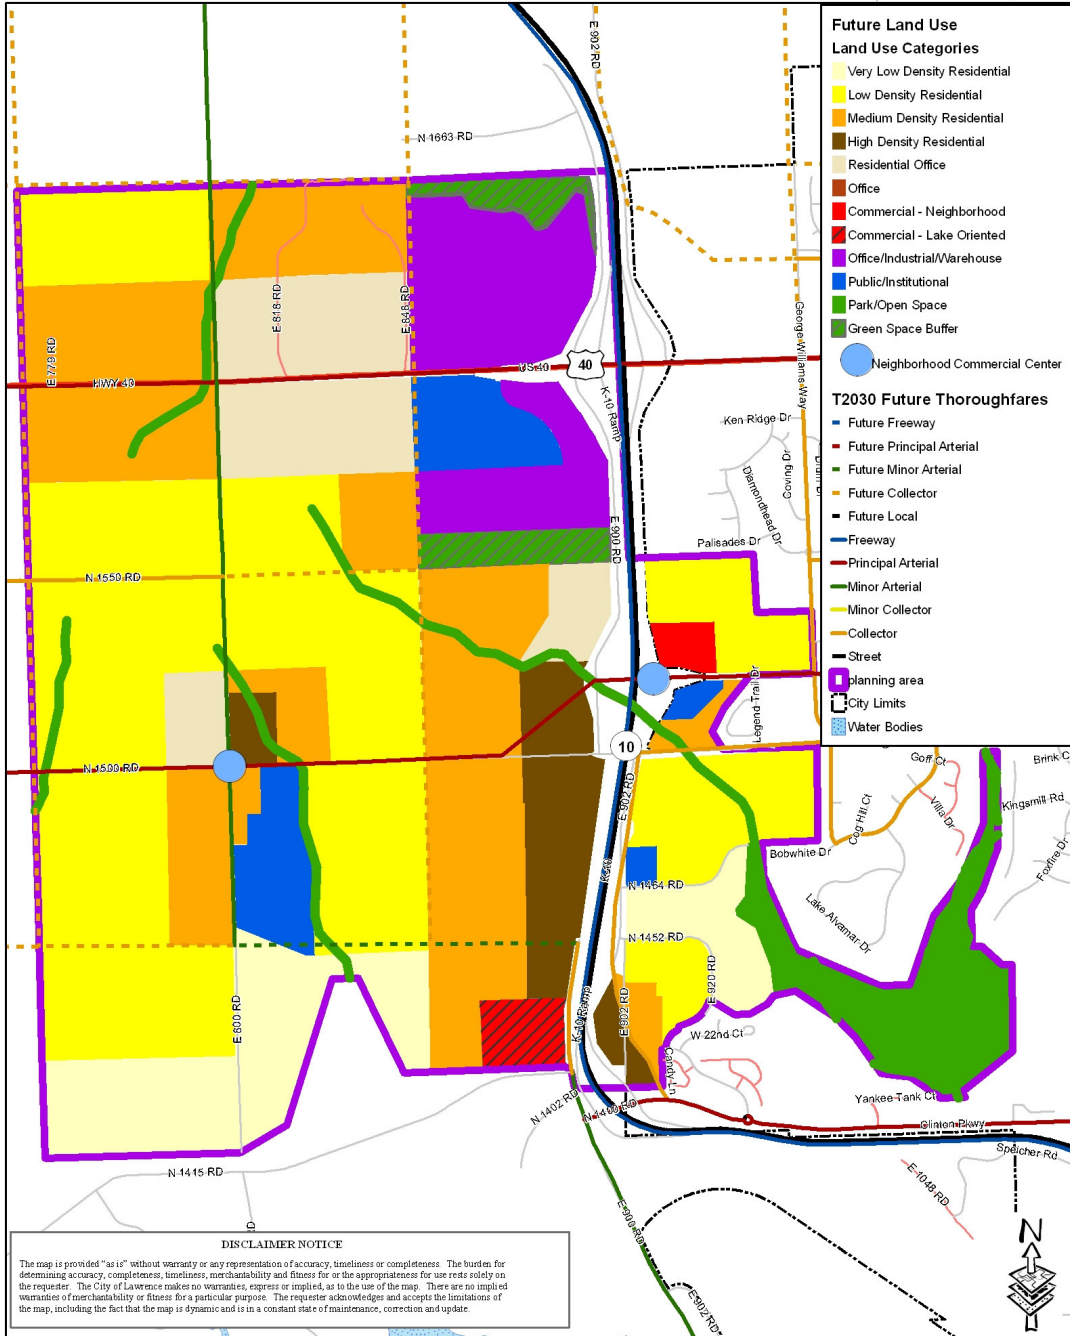 Future Land Use
Land Use Categories
Very Low Density Residential
Low Density Residential
Medium Density Residential
High Density Residential
Residential Office
Office
Commercial - Neighborhood
Commercial - Lake Oriented
Office/Industrial/Warehouse
Public/Institutional
Park/Open Space
Green Space Buffer
Neighborhood Commercial Center
T2030 Future Thoroughfares
Future Freeway
Future Principal Arterial
Future Minor Arterial
Future Collector
Future Local
Freeway
Principal Arterial
Minor Arterial
Minor Collector
Collector
Street
planning area
City Limits
Water Bodies
E 902 RD
N 1663 RD
E 818 RD
E 848 RD
E 779 RD
HWY 40
US 40
40
K-10 Ramp
George Williams Way
Ken Ridge Dr
Coving Dr
Diamondhead Dr
Palisades Dr
E 900 RD
N 1550 RD
Legend Trail Dr
N 1500 RD
10
E 902 RD
Goff Ct
Brink C
Villa Dr
Kingsmill Rd
Cog Hill Ct
Foxfire Dr
Bobwhite Dr
K-10
N 1464 RD
Lake Alvamar Dr
N 1452 RD
E 920 RD
E 800 RD
E 902 RD
K-10 Ramp
W 22nd Ct
Candy Ln
Yankee Tank Ct
N 1402 RD
N 1400 RD
Clinton Pkwy
Speicher Rd
N 1415 RD
E 1048 RD
E 900 RD
E 902 RD
N
DISCLAIMER NOTICE
The map is provided "as is" without warranty or any representation of accuracy, timeliness or completeness. The burden for
determining accuracy, completeness, timeliness, merchantability and fitness for or the appropriateness for use rests solely on
the requester. The City of Lawrence makes no warranties, express or implied, as to the use of the map. There are no implied
warranties of merchantability or fitness for a particular purpose. The requester acknowledges and accepts the limitations of
the map, including the fact that the map is dynamic and is in a constant state of maintenance, correction and update.